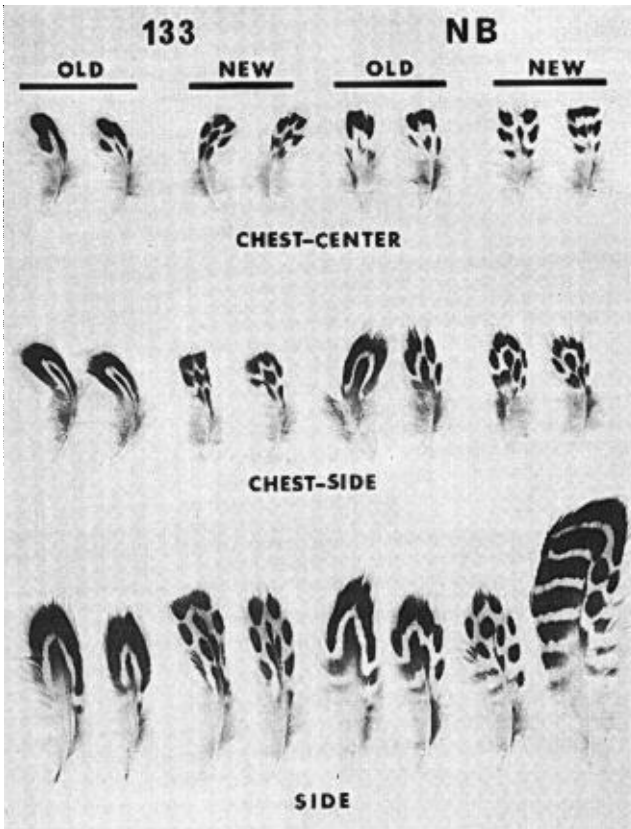 133 NB
OLD NEW OLD NEW
CHEST-CENTER
CHEST-SIDE
SIDE